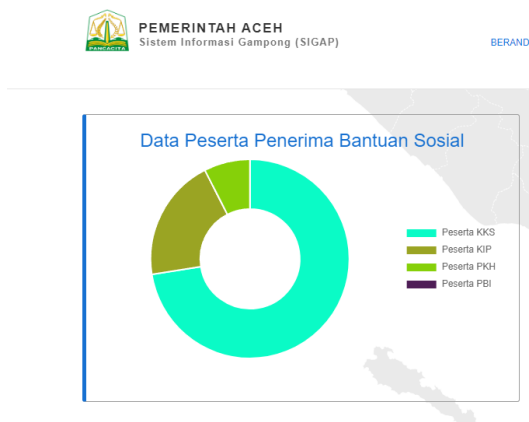 PEMERINTAH ACEH
Sistem Informasi Gampong (SIGAP)
BERAND
PANCACITA
Data Peserta Penerima Bantuan Sosial
Peserta KKS
Peserta KIP
Peserta PKH
Peserta PBI